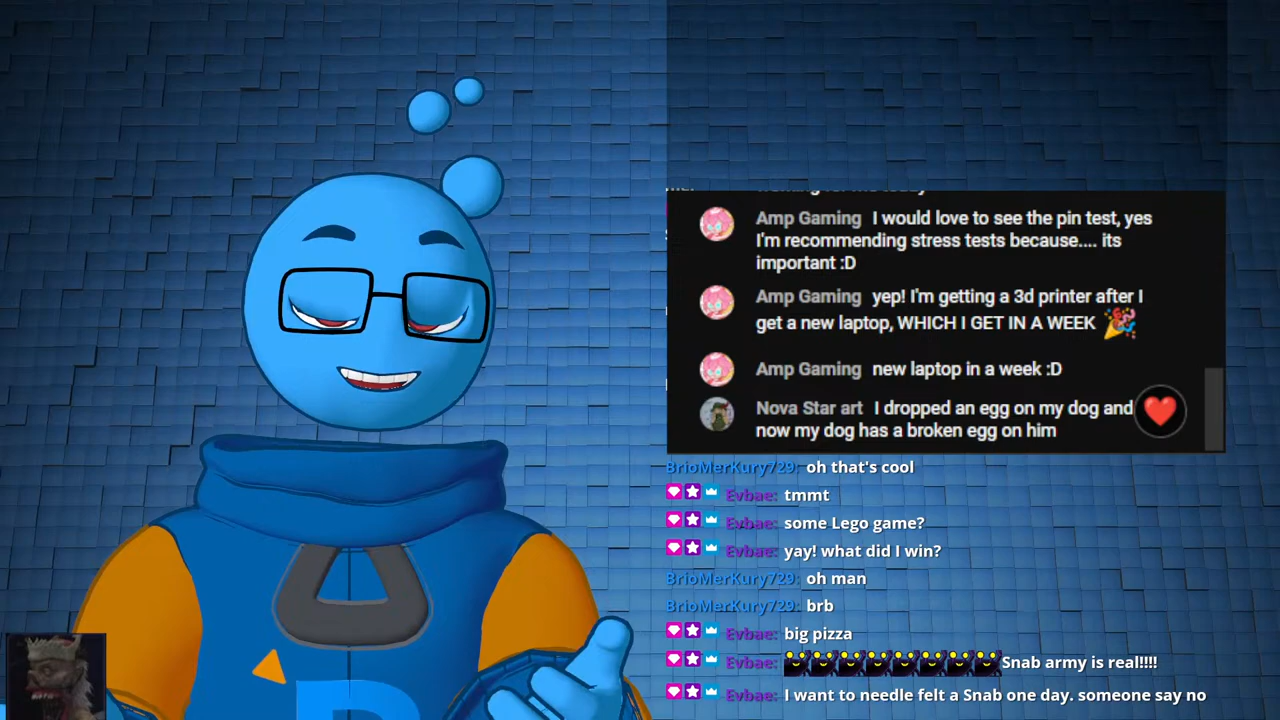 Amp Gaming I would love to see the pin test, yes
I'm recommending stress tests because.... its
important :D
Amp Gaming yep! I'm getting a 3d printer after I
get a new laptop, WHICH I GET IN A WEEK 🎉
Amp Gaming new laptop in a week :D
Nova Star art I dropped an egg on my dog and
now my dog has a broken egg on him
BrioMerKury729: oh that's cool
Evbae: tmmt
Evbae: some Lego game?
Evbae: yay! what did I win?
BrioMerKury729: oh man
BrioMerKury729: brb
Evbae: big pizza
Evbae: Snab army is real!!!!
Evbae: I want to needle felt a Snab one day. someone say no